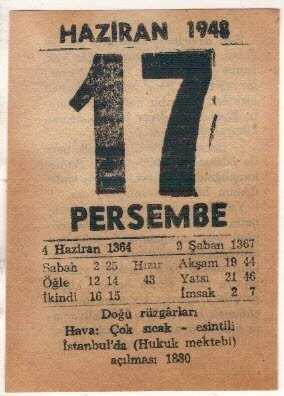 HAZİRAN 1948
17
PERSEMBE
4 Haziran 1364 9 Şaban 1367
Sabah 2 25 Hızır Akşam 19 44
Öğle 12 14 43 Yatsı 21 46
İkindi 16 15 İmsak 2 7
Doğü rüzgârları
Hava: Çok sıcak - esintili
İstanbul'da (Hukuk mektebi)
açılması 1880